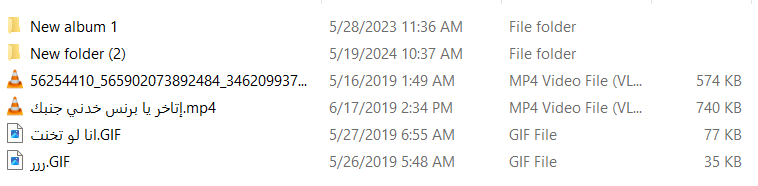 New album 1 5/28/2023 11:36 AM File folder
New folder (2) 5/19/2024 10:37 AM File folder
56254410_565902073892484_346209937... 5/16/2019 1:49 AM MP4 Video File (VL... 574 KB
إتاخر يا برنس خدني جنبك.mp4 6/17/2019 2:34 PM MP4 Video File (VL... 740 KB
انا لو تخنت.GIF 5/27/2019 6:55 AM GIF File 77 KB
ررر.GIF 5/26/2019 5:48 AM GIF File 35 KB